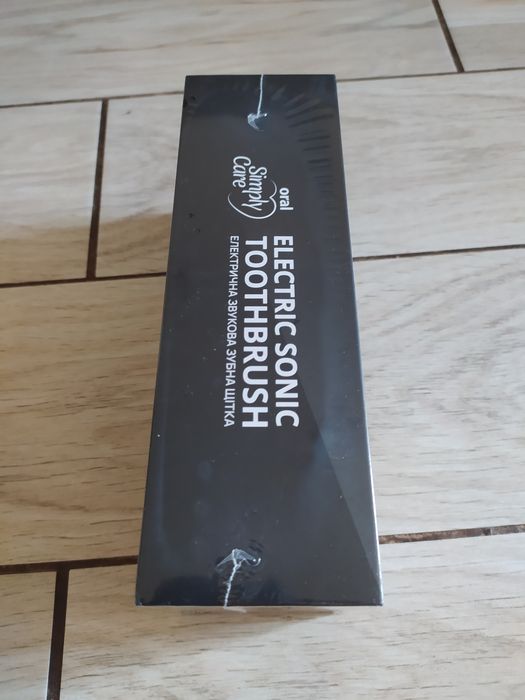 Simply
Care
oral
ELECTRIC SONIC
TOOTHBRUSH
ЕЛЕКТРИЧНА ЗВУКОВА ЗУБНА ЩІТКА